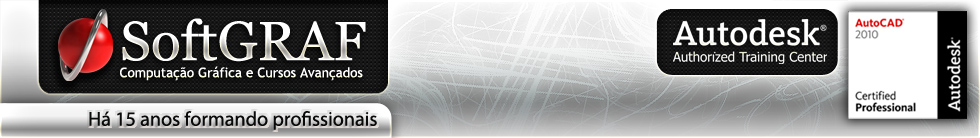 SoftGRAF
Computação Gráfica e Cursos Avançados
Há 15 anos formando profissionais
Autodesk®
Authorized Training Center
AutoCAD®
2010
Certified
Professional
Autodesk®